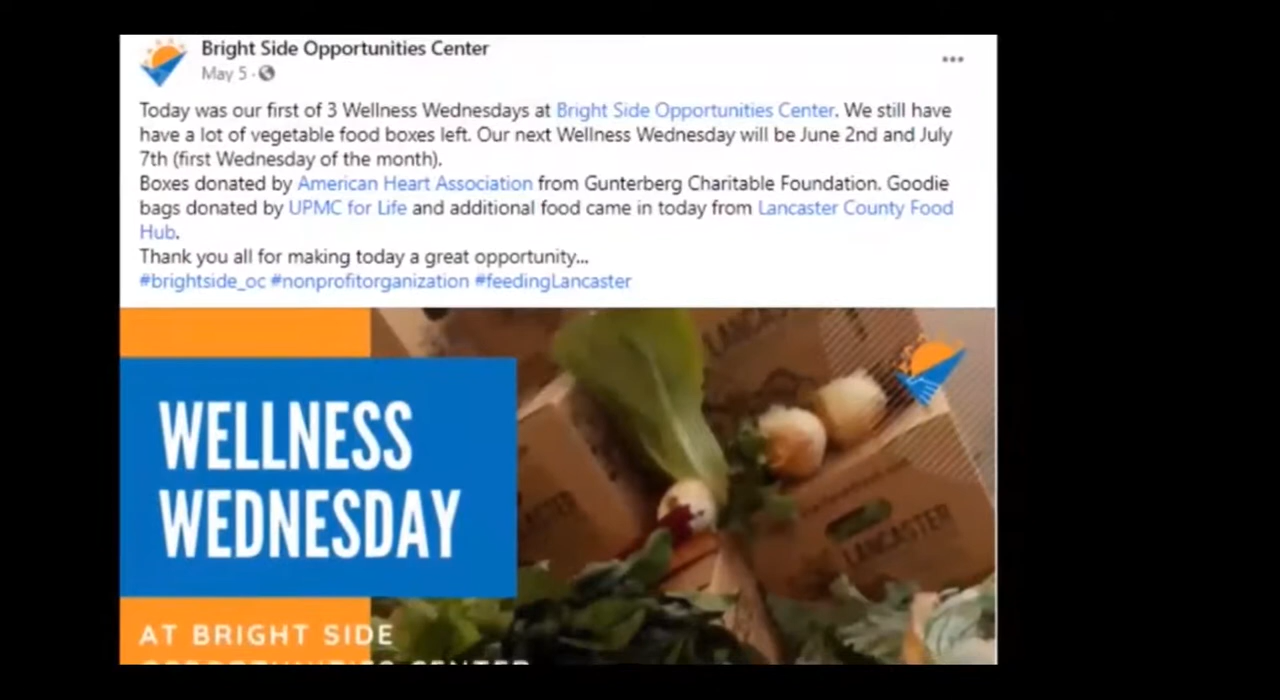 Bright Side Opportunities Center
May 5 ·
Today was our first of 3 Wellness Wednesdays at Bright Side Opportunities Center. We still have
have a lot of vegetable food boxes left. Our next Wellness Wednesday will be June 2nd and July
7th (first Wednesday of the month).
Boxes donated by American Heart Association from Gunterberg Charitable Foundation. Goodie
bags donated by UPMC for Life and additional food came in today from Lancaster County Food
Hub.
Thank you all for making today a great opportunity...
#brightside_oc #nonprofitorganization #feedingLancaster
LANCASTER
WELLNESS
WEDNESDAY
LANCASTER
AT BRIGHT SIDE
OPPORTUNITIES CENTER